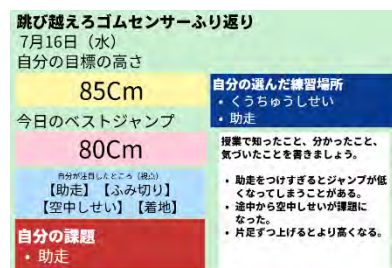 跳び越えろゴムセンサーふり返り
7月16日（水）
自分の目標の高さ
85Cm
今日のベストジャンプ
80Cm
自分が注目したところ（視点）
【助走】【ふみ切り】
【空中しせい】【着地】
自分の課題
・助走
自分の選んだ練習場所
・くうちゅうしせい
・助走
授業で知ったこと、分かったこと、
気づいたことを書きましょう。
・助走をつけすぎるとジャンプが低
くなってしまうことがある。
・途中から空中しせいが課題に
なった。
・片足ずつ上げるとより高くなる。